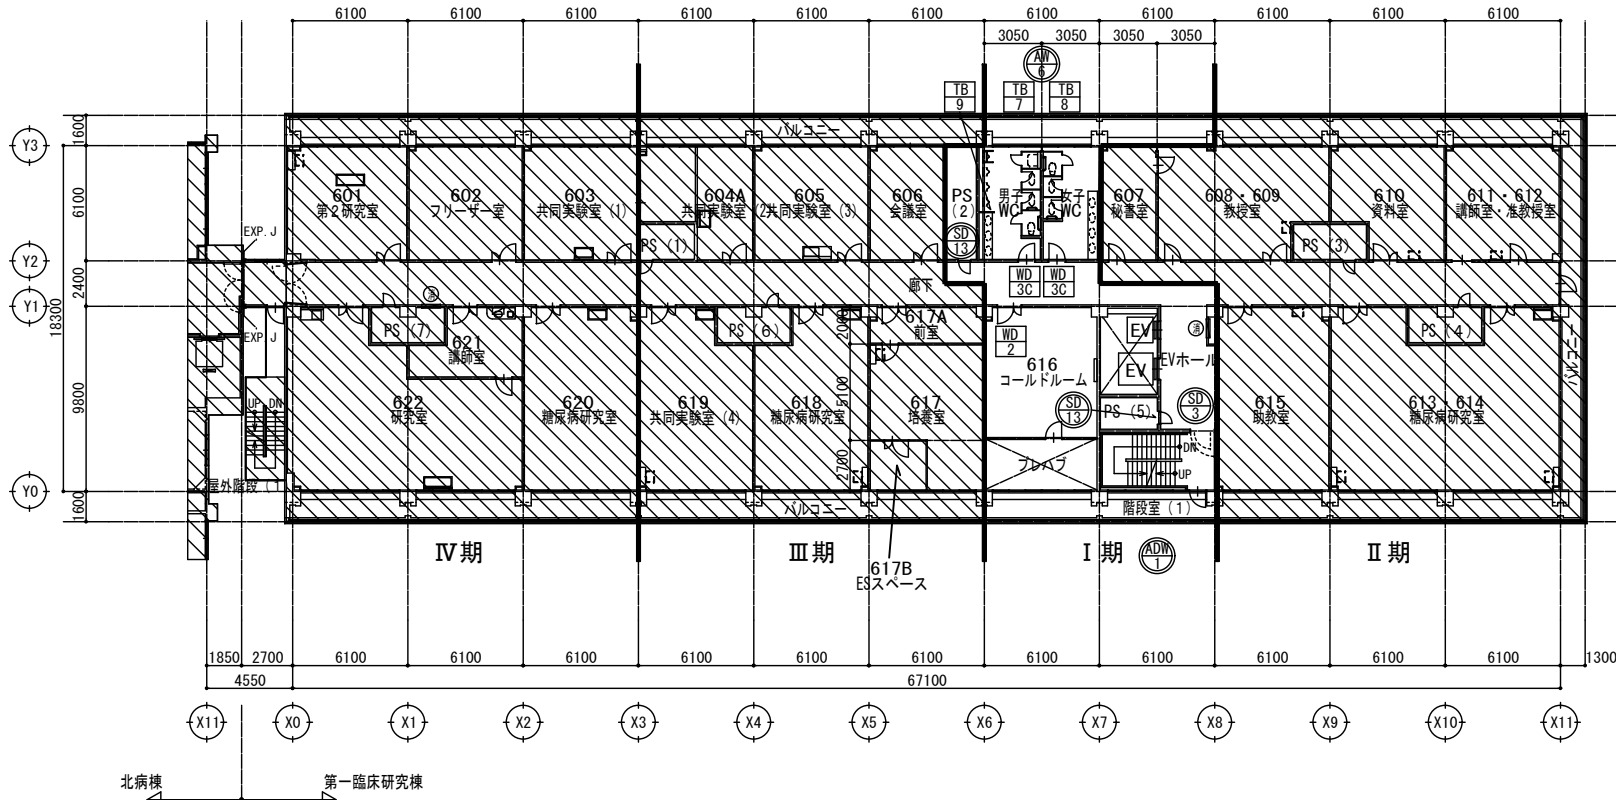 6100 6100 6100 6100 6100 6100 6100 6100 6100 6100 6100
3050 3050 3050 3050
AW
6
TB
9
TB
7
TB
8
1600
バルコニー
Y3
6100
601
第2研究室
602
フリーザー室
603
共同実験室(1)
604A
共同実験室(2)
605
共同実験室(3)
606
会議室
PS
(2)
男子
WC
女子
WC
607
秘書室
608・609
教授室
610
資料室
611・612
講師室・准教授室
EXP.J
PS(1)
SD
13
PS(3)
Y2
2400
18300
廊下
WD
3C
WD
3C
消
Y1
EXP.J
PS(7)
621
講師室
PS(6)
2000
617A
前室
WD
2
EV
EV
消
EVホール
PS(4)
バルコニー
616
コールドルーム
9800
5100
UP DN
622
研究室
620
糖尿病研究室
619
共同実験室(4)
618
糖尿病研究室
617
培養室
SD
13
PS(5)
SD
3
615
助教室
613・614
糖尿病研究室
2700
プレハブ
DN
UP
屋外階段(1
Y0
1600
バルコニー
階段室(1)
Ⅳ期
Ⅲ期
Ⅰ期
Ⅱ期
ADW
1
617B
ESスペース
1850 2700 6100 6100 6100 6100 6100 6100 6100 6100 6100 6100 6100 1300
4550 67100
X11 X0 X1 X2 X3 X4 X5 X6 X7 X8 X9 X10 X11
北病棟 第一臨床研究棟